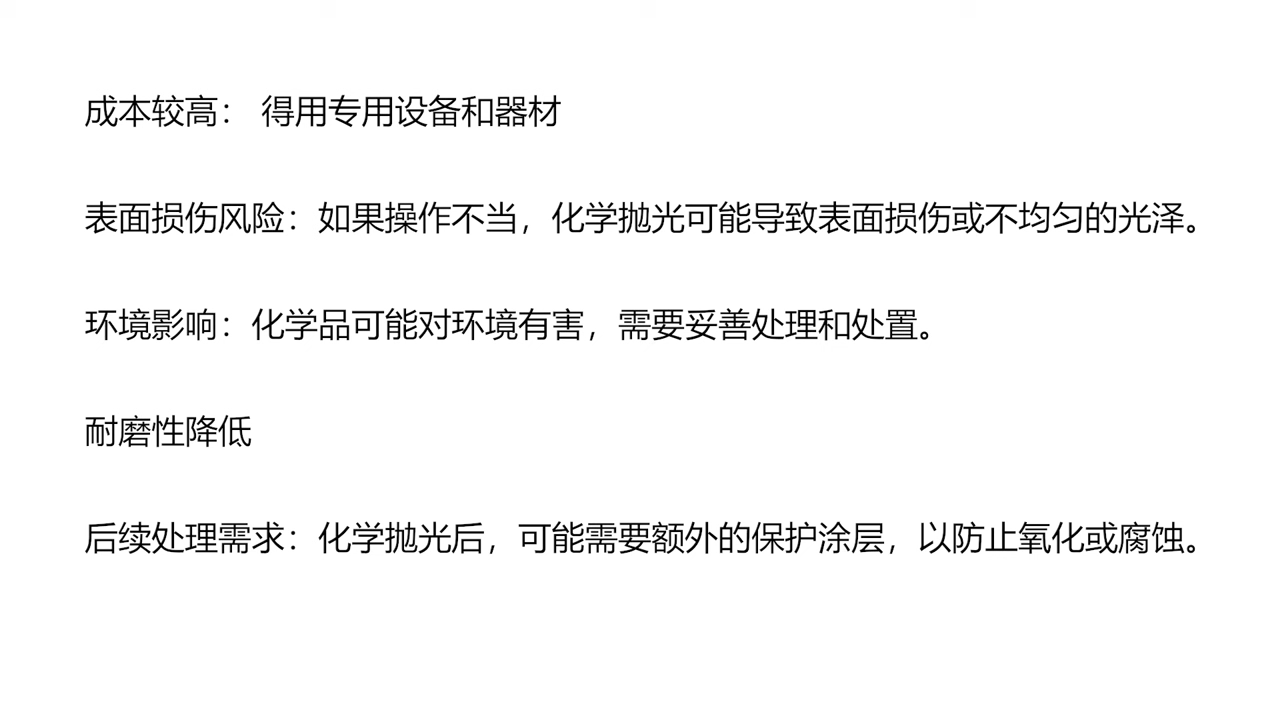 成本较高： 得用专用设备和器材
表面损伤风险：如果操作不当，化学抛光可能导致表面损伤或不均匀的光泽。
环境影响：化学品可能对环境有害，需要妥善处理和处置。
耐磨性降低
后续处理需求：化学抛光后，可能需要额外的保护涂层，以防止氧化或腐蚀。